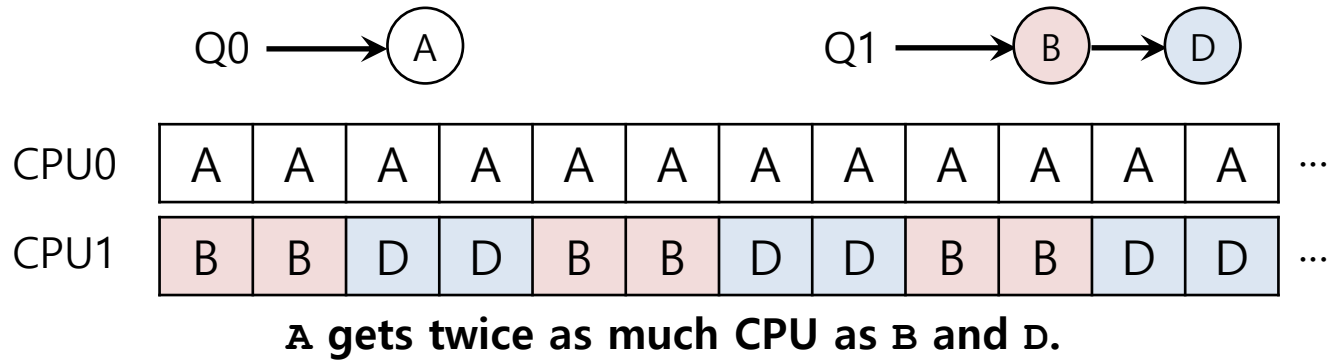 Q0 A Q1 B D
CPU0 A A A A A A A A A A A A ...
CPU1 B B D D B B D D B B D D ...
A gets twice as much CPU as B and D.